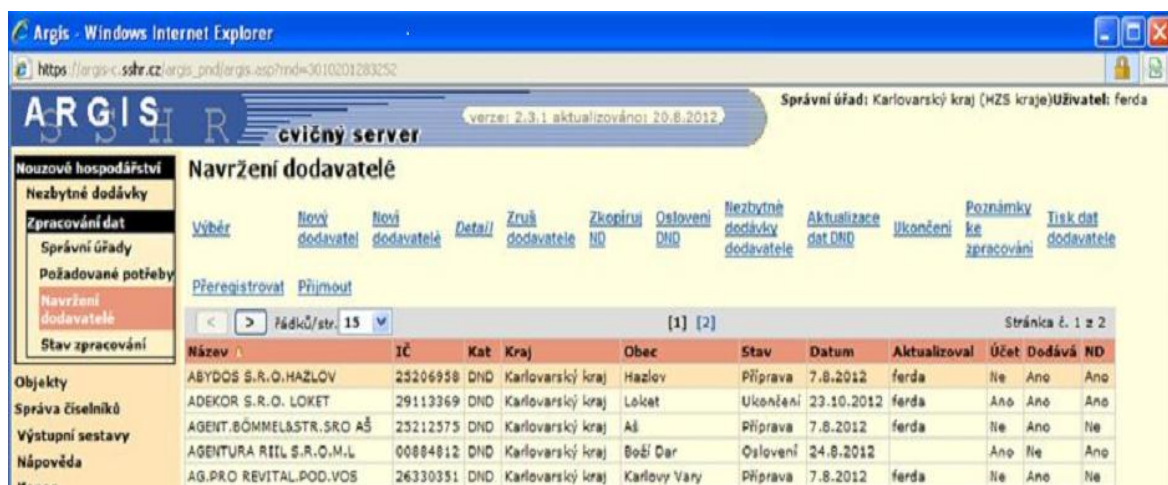 Argis - Windows Internet Explorer
https://argis-c.sshr.cz/argis_pnd/argis.asp?rnd=3010201283252
ARGIS
SSHR
cvičný server
verze: 2.3.1 aktualizováno: 20.8.2012
Správní úřad: Karlovarský kraj (HZS kraje)Uživatel: ferda
Nouzové hospodářství
Nezbytné dodávky
Zpracování dat
Správní úřady
Požadované potřeby
Navržení
dodavatelé
Stav zpracování
Objekty
Správa číselníků
Výstupní sestavy
Nápověda
Navržení dodavatelé
Výběr
Nový
dodavatel
Noví
dodavatelé
Detail
Zruš
dodavatele
Zkopíruj
ND
Oslovení
DND
Nezbytné
dodávky
dodavatele
Aktualizace
dat DND
Ukončení
Poznámky
ke
zpracování
Tisk dat
dodavatele
Přeregistrovat Přijmout
< > řádků/str. 15 [1] [2] Stránka č. 1 z 2
Název IČ Kat Kraj Obec Stav Datum Aktualizoval Účet Dodává ND
ABYDOS S.R.O.HAZLOV 25206958 DND Karlovarský kraj Hazlov Příprava 7.8.2012 ferda Ne Ano Ano
ADEKOR S.R.O. LOKET 29113369 DND Karlovarský kraj Loket Ukončení 23.10.2012 ferda Ano Ano Ano
AGENT.BÖMMEL&STR.SRO AŠ 25212575 DND Karlovarský kraj Aš Příprava 7.8.2012 ferda Ne Ano Ne
AGENTURA RIIL S.R.O.M.L 00884812 DND Karlovarský kraj Boží Dar Oslovení 24.8.2012 Ano Ne Ano
AG.PRO REVITAL.POD.VOS 26330351 DND Karlovarský kraj Karlovy Vary Příprava 7.8.2012 ferda Ne Ano Ne